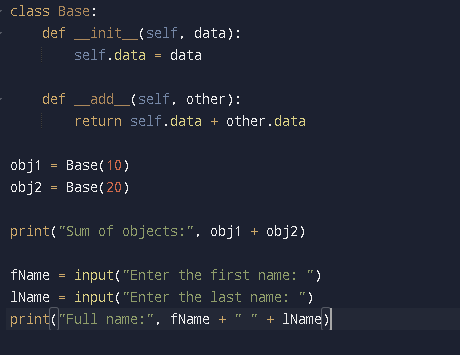 class Base:
    def __init__(self, data):
        self.data = data

    def __add__(self, other):
        return self.data + other.data

obj1 = Base(10)
obj2 = Base(20)

print("Sum of objects:", obj1 + obj2)

fName = input("Enter the first name: ")
lName = input("Enter the last name: ")
print("Full name:", fName + " " + lName)